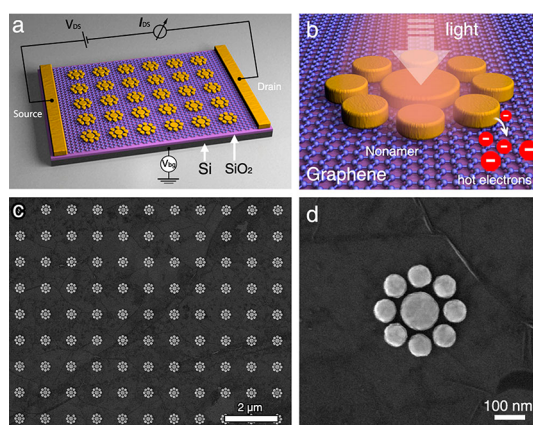 a
V_DS
I_DS
Source
Drain
V_bg
Si
SiO₂
b
light
Nonamer
Graphene
hot electrons
c
2 µm
d
100 nm